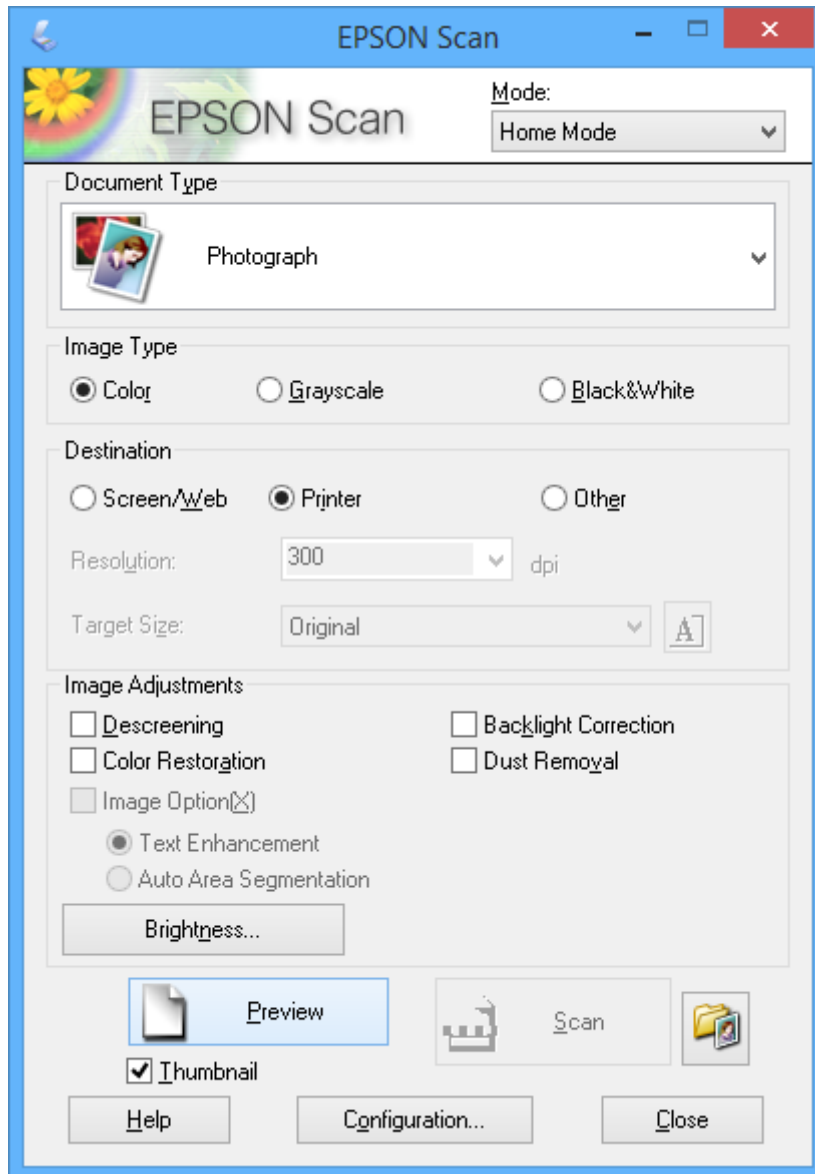 EPSON Scan
EPSON Scan
Mode:
Home Mode
Document Type
Photograph
Image Type
Color Grayscale Black&White
Destination
Screen/Web Printer Other
Resolution: 300 dpi
Target Size: Original A
Image Adjustments
Descreening Backlight Correction
Color Restoration Dust Removal
Image Option(X)
Text Enhancement
Auto Area Segmentation
Brightness...
Preview Scan
Thumbnail
Help Configuration... Close